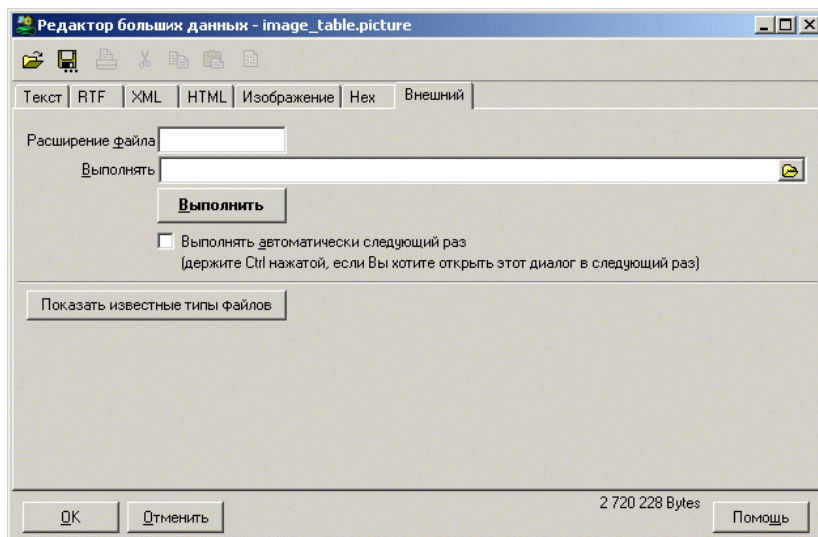 Редактор больших данных - image_table.picture
Текст RTF XML HTML Изображение Hex Внешний
Расширение файла
Выполнять
Выполнить
Выполнять автоматически следующий раз
(держите Ctrl нажатой, если Вы хотите открыть этот диалог в следующий раз)
Показать известные типы файлов
2 720 228 Bytes
OK Отменить Помощь